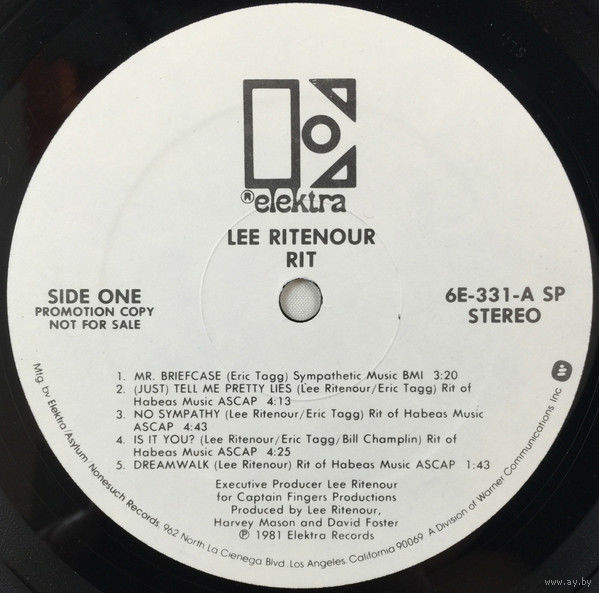 ® elektra
LEE RITENOUR
RIT
SIDE ONE
PROMOTION COPY
NOT FOR SALE
6E-331-A SP
STEREO
1. MR. BRIEFCASE (Eric Tagg) Sympathetic Music BMI 3:20
2. (JUST) TELL ME PRETTY LIES (Lee Ritenour/Eric Tagg) Rit of
Habeas Music ASCAP 4:13
3. NO SYMPATHY (Lee Ritenour/Eric Tagg) Rit of Habeas Music
ASCAP 4:43
4. IS IT YOU? (Lee Ritenour/Eric Tagg/Bill Champlin) Rit of
Habeas Music ASCAP 4:25
5. DREAMWALK (Lee Ritenour) Rit of Habeas Music ASCAP 1:43
Executive Producer Lee Ritenour
for Captain Fingers Productions
Produced by Lee Ritenour,
Harvey Mason and David Foster
℗ 1981 Elektra Records
Mfg. by Elektra/Asylum/Nonesuch Records, 962 North La Cienega Blvd. Los Angeles, California 90069 A Division of Warner Communications Inc.
www.ay.by